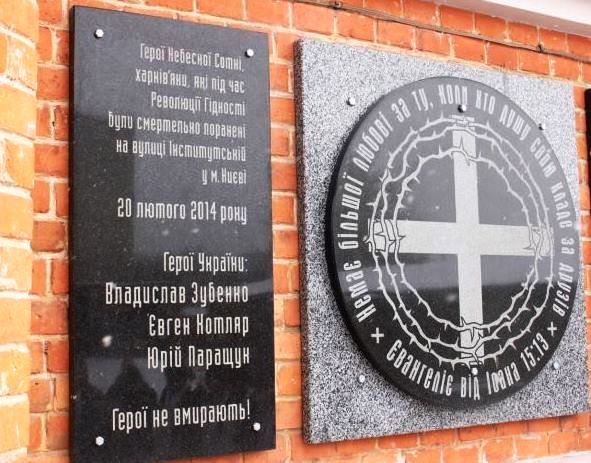 Герої Небесної Сотні,
харків'яни, які під час
Революції Гідності
були смертельно поранені
на вулиці Інститутській
у м. Києві
20 лютого 2014 року
Герої України:
Владислав Зубенко
Євген Котляр
Юрій Паращук
Герої не вмирають!
Немає більшої любові за ту, коли хто душу свою кладе за друзів
+ Євангеліє від Іоана 15:13 +